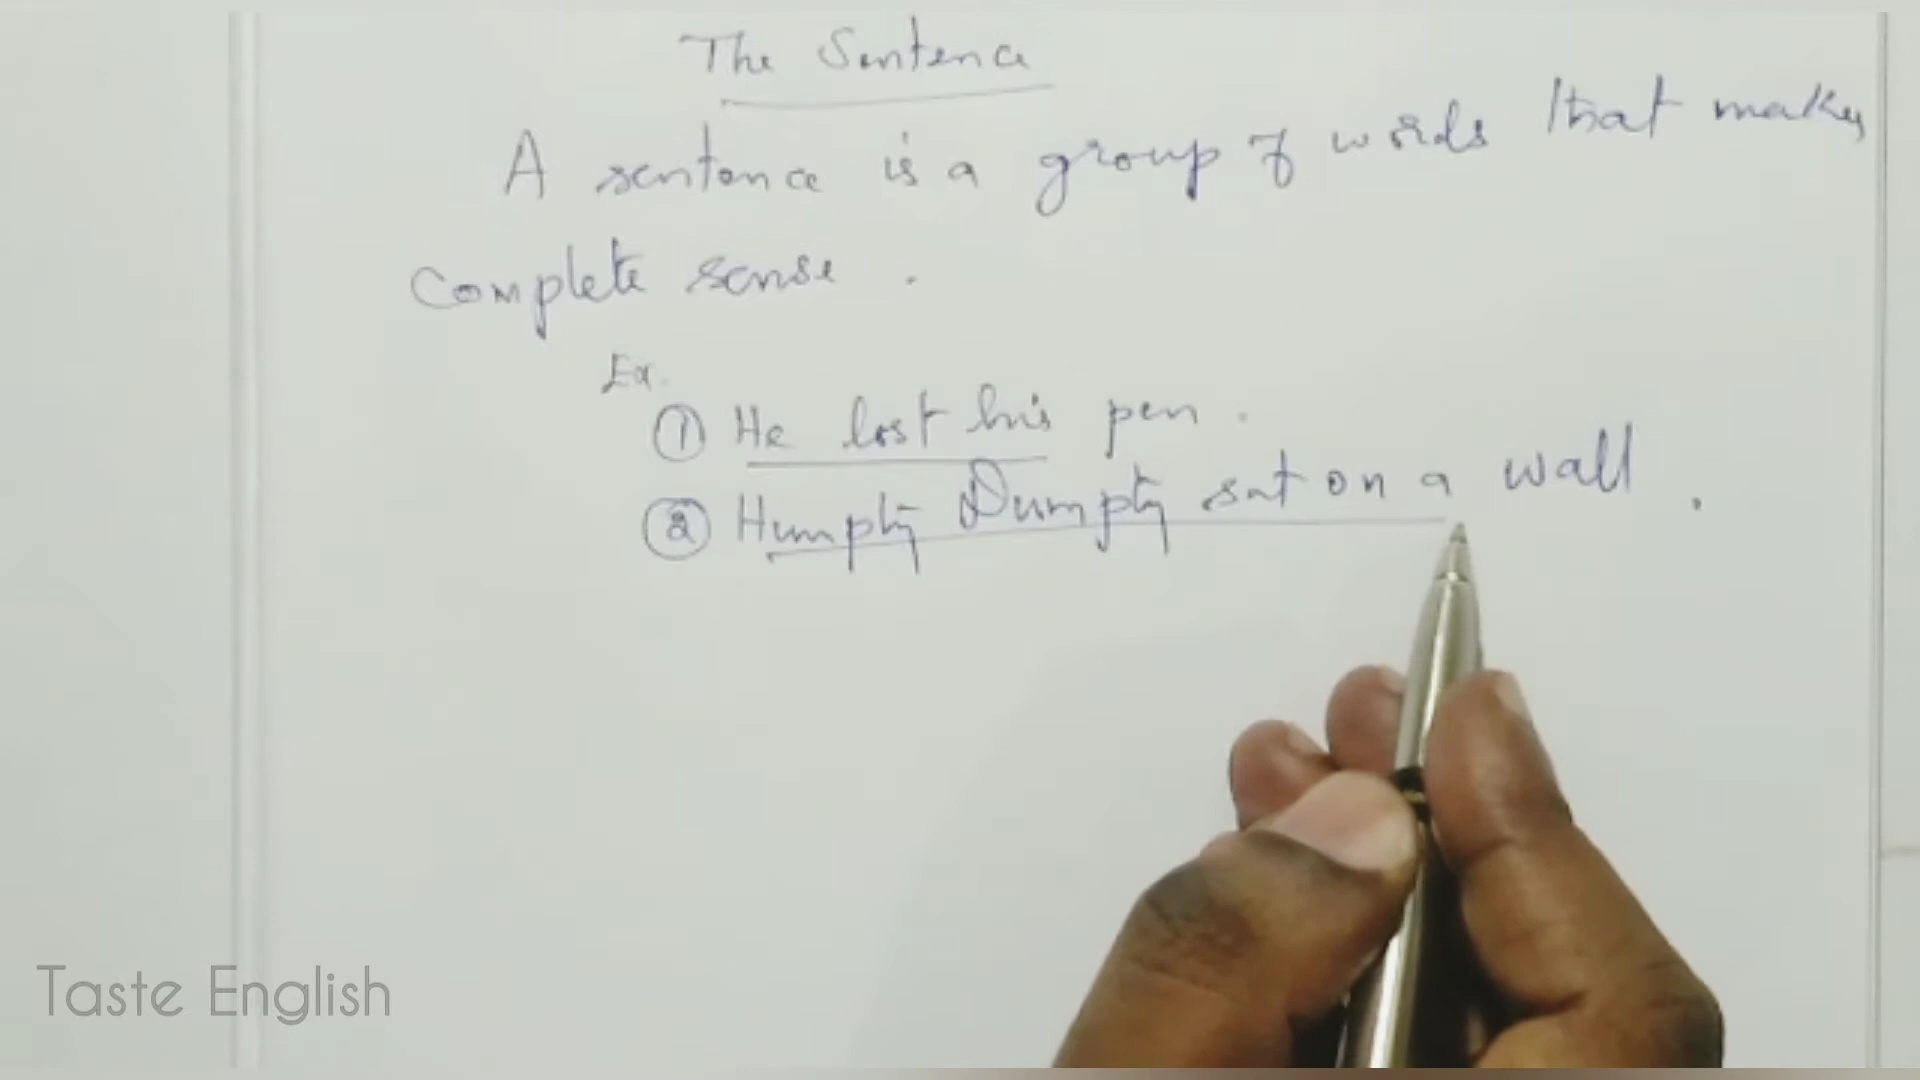 The Sentence
A sentence is a group of words that makes
complete sense .
Ex.
① He lost his pen .
② Humpty Dumpty sat on a wall .
Taste English